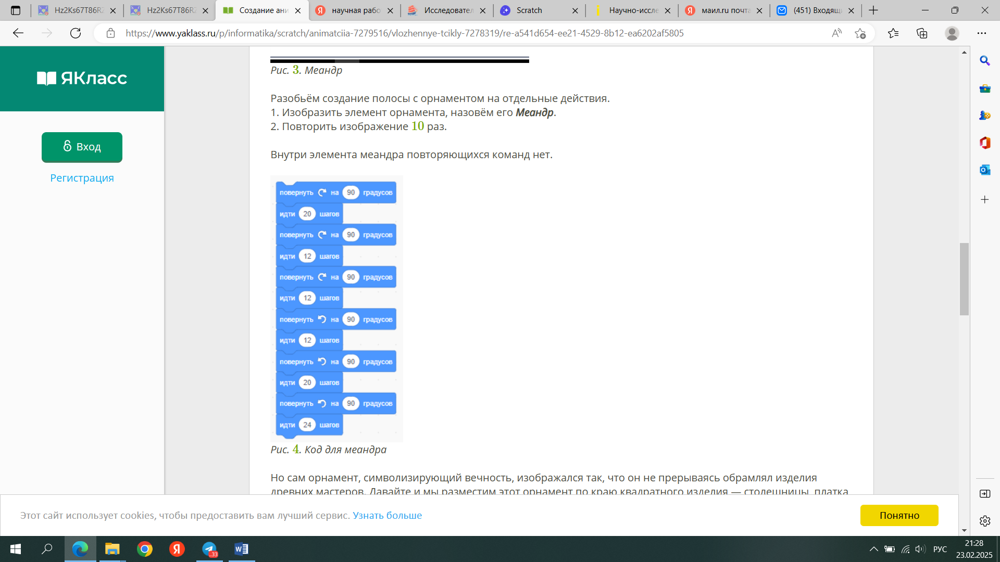 Hz2Ks67T86RZ
Hz2Ks67T86RZ
Создание ани
научная рабо
Исследовател
Scratch
Научно-иссле
маил.ru почта
(451) Входящи
https://www.yaklass.ru/p/informatika/scratch/animatciia-7279516/vlozhennye-tcikly-7278319/re-a541d654-ee21-4529-8b12-ea6202af5805
ЯКласс
Вход
Регистрация
Рис. 3. Меандр
Разобьём создание полосы с орнаментом на отдельные действия.
1. Изобразить элемент орнамента, назовём его Меандр.
2. Повторить изображение 10 раз.
Внутри элемента меандра повторяющихся команд нет.
повернуть на 90 градусов
идти 20 шагов
повернуть на 90 градусов
идти 12 шагов
повернуть на 90 градусов
идти 12 шагов
повернуть на 90 градусов
идти 12 шагов
повернуть на 90 градусов
идти 20 шагов
повернуть на 90 градусов
идти 24 шагов
Рис. 4. Код для меандра
Но сам орнамент, символизирующий вечность, изображался так, что он не прерываясь обрамлял изделия
древних мастеров. Давайте и мы разместим этот орнамент по краю квадратного изделия — столешницы, платка
Этот сайт использует cookies, чтобы предоставить вам лучший сервис. Узнать больше
Понятно
..33
РУС
21:28
23.02.2025